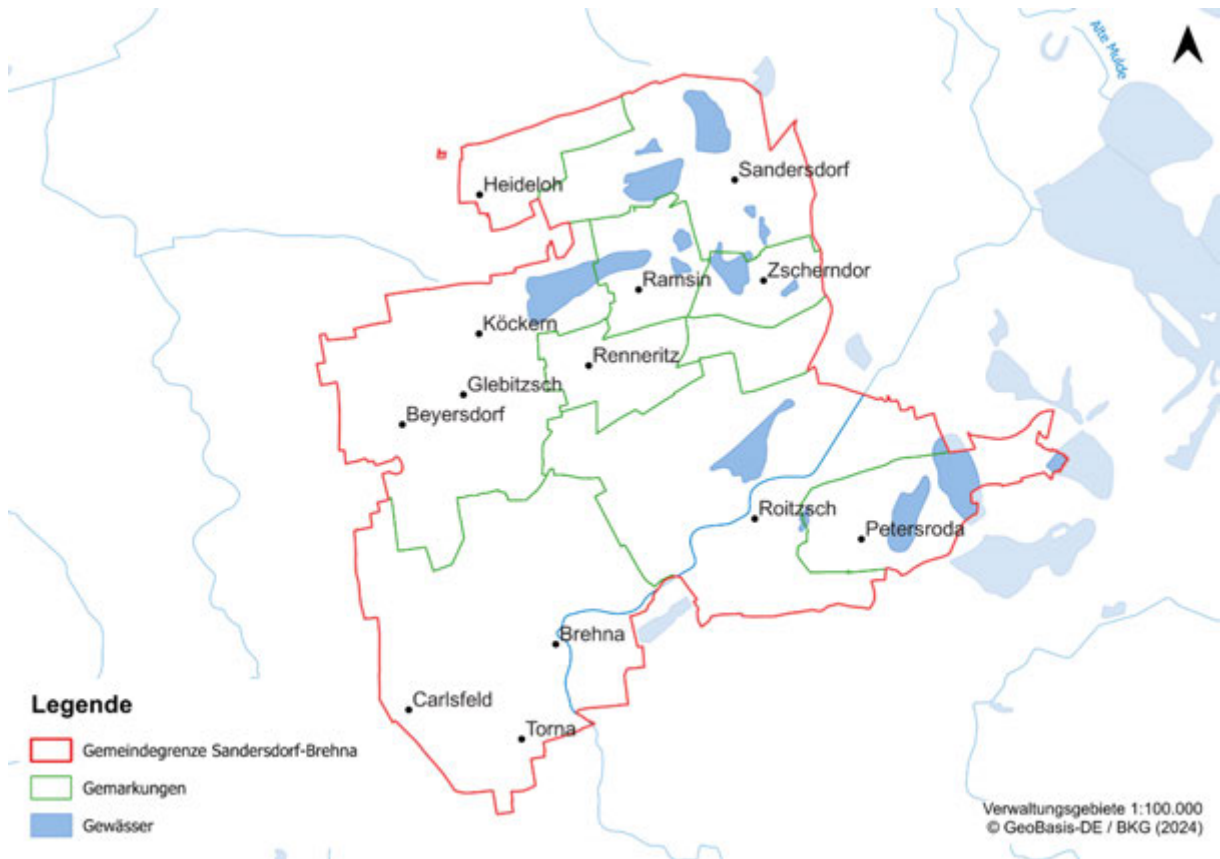 Alte Mulde
Sandersdorf
Heideloh
Zscherndor
Ramsin
Köckern
Renneritz
Glebitzsch
Beyersdorf
Roitzsch
Petersroda
Brehna
Carlsfeld
Torna
Legende
Gemeindegrenze Sandersdorf-Brehna
Gemarkungen
Gewässer
Verwaltungsgebiete 1:100.000
© GeoBasis-DE / BKG (2024)